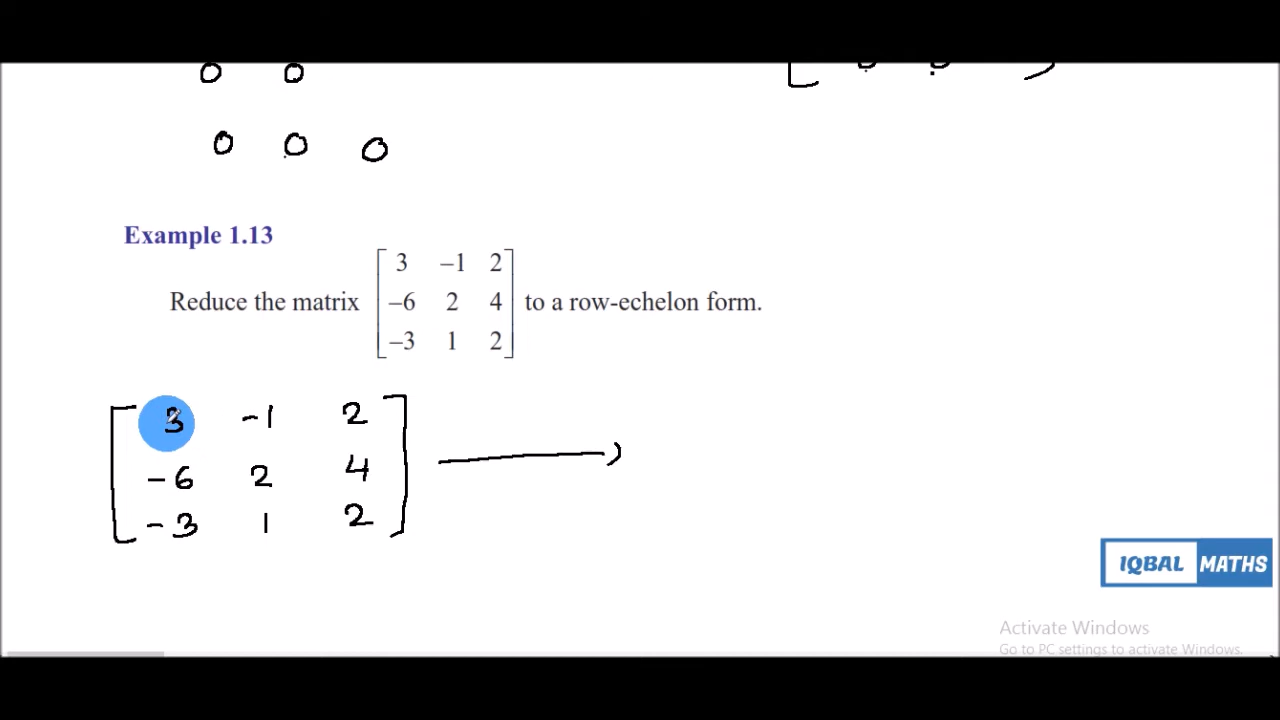 0 0
0 0 0
Example 1.13
3 –1 2
Reduce the matrix –6 2 4 to a row-echelon form.
–3 1 2
3 -1 2
-6 2 4
-3 1 2
IQBAL MATHS
Activate Windows
Go to PC settings to activate Windows.